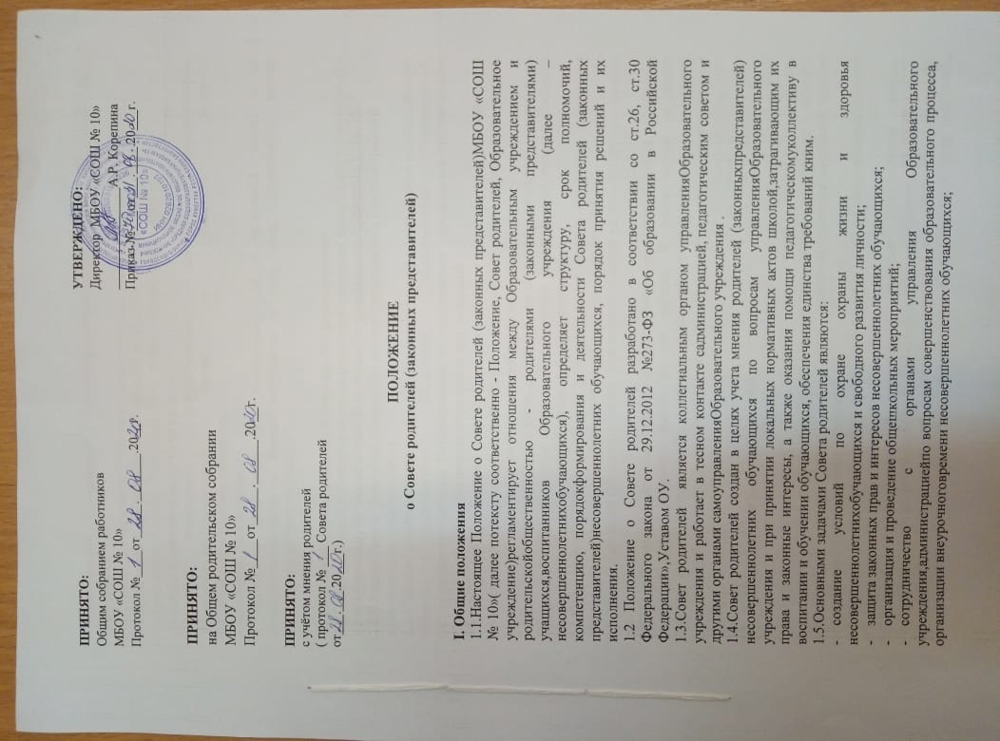 ПРИНЯТО:
Общим собранием работников
МБОУ «СОШ № 10»
Протокол № 1 от 28 . 08 .2020г.
УТВЕРЖДЕНО:
Директор МБОУ «СОШ № 10»
А.Р. Корепина
Приказ № от . 08 . 2020 г.
«СОШ № 10»
ПРИНЯТО:
на Общем родительском собрании
МБОУ «СОШ № 10»
Протокол № 1 от 28 . 08 .2020г.
ПРИНЯТО:
с учётом мнения родителей
( протокол № 1 Совета родителей
от 28.08.2020г.)
ПОЛОЖЕНИЕ
о Совете родителей (законных представителей)
I. Общие положения
1.1.Настоящее Положение о Совете родителей (законных представителей)МБОУ «СОШ
№ 10»( далее потексту соответственно - Положение, Совет родителей, Образовательное
учреждение)регламентирует отношения между Образовательным учреждением и
родительскойобщественностью - родителями (законными представителями)
учащихся,воспитанников Образовательного учреждения (далее –
несовершеннолетнихобучающихся), определяет структуру, срок полномочий,
компетенцию, порядокформирования и деятельности Совета родителей (законных
представителей)несовершеннолетних обучающихся, порядок принятия решений и их
исполнения.
1.2 Положение о Совете родителей разработано в соответствии со ст.26, ст.30
Федерального закона от 29.12.2012 №273-ФЗ «Об образовании в Российской
Федерации»,Уставом ОУ.
1.3.Совет родителей является коллегиальным органом управленияОбразовательного
учреждения и работает в тесном контакте садминистрацией, педагогическим советом и
другими органами самоуправленияОбразовательного учреждения .
1.4.Совет родителей создан в целях учета мнения родителей (законныхпредставителей)
несовершеннолетних обучающихся по вопросам управленияОбразовательного
учреждения и при принятии локальных нормативных актов школой,затрагивающим их
права и законные интересы, а также оказания помощи педагогическомуколлективу в
воспитании и обучении обучающихся, обеспечения единства требований кним.
1.5.Основными задачами Совета родителей являются:
- создание условий по охране охраны жизни и здоровья
несовершеннолетнихобучающихся и свободного развития личности;
- защита законных прав и интересов несовершеннолетних обучающихся;
- организация и проведение общешкольных мероприятий;
- сотрудничество с органами управления Образовательного
учреждения,администрациейпо вопросам совершенствования образовательного процесса,
организации внеурочноговремени несовершеннолетних обучающихся;